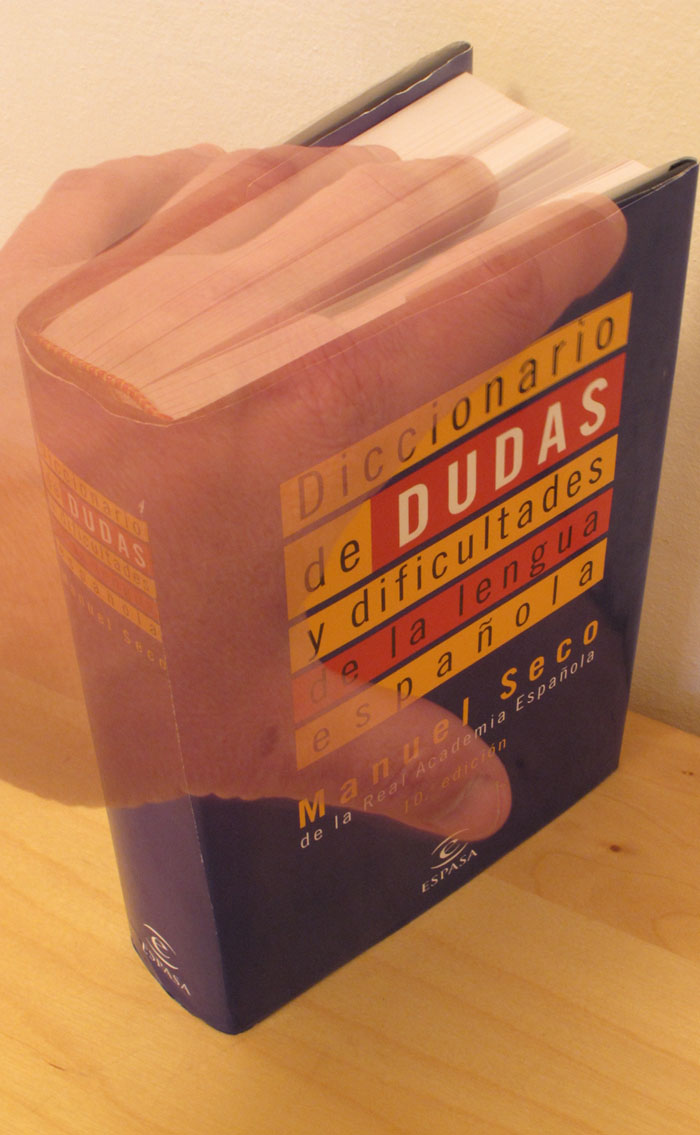 Diccionario
de DUDAS
y dificultades
de la lengua
española
Manuel Seco
de la Real Academia Española
10.ª edición
ESPASA
Diccionario
de DUDAS
y dificultades
de la lengua
española
Manuel Seco
ESPASA